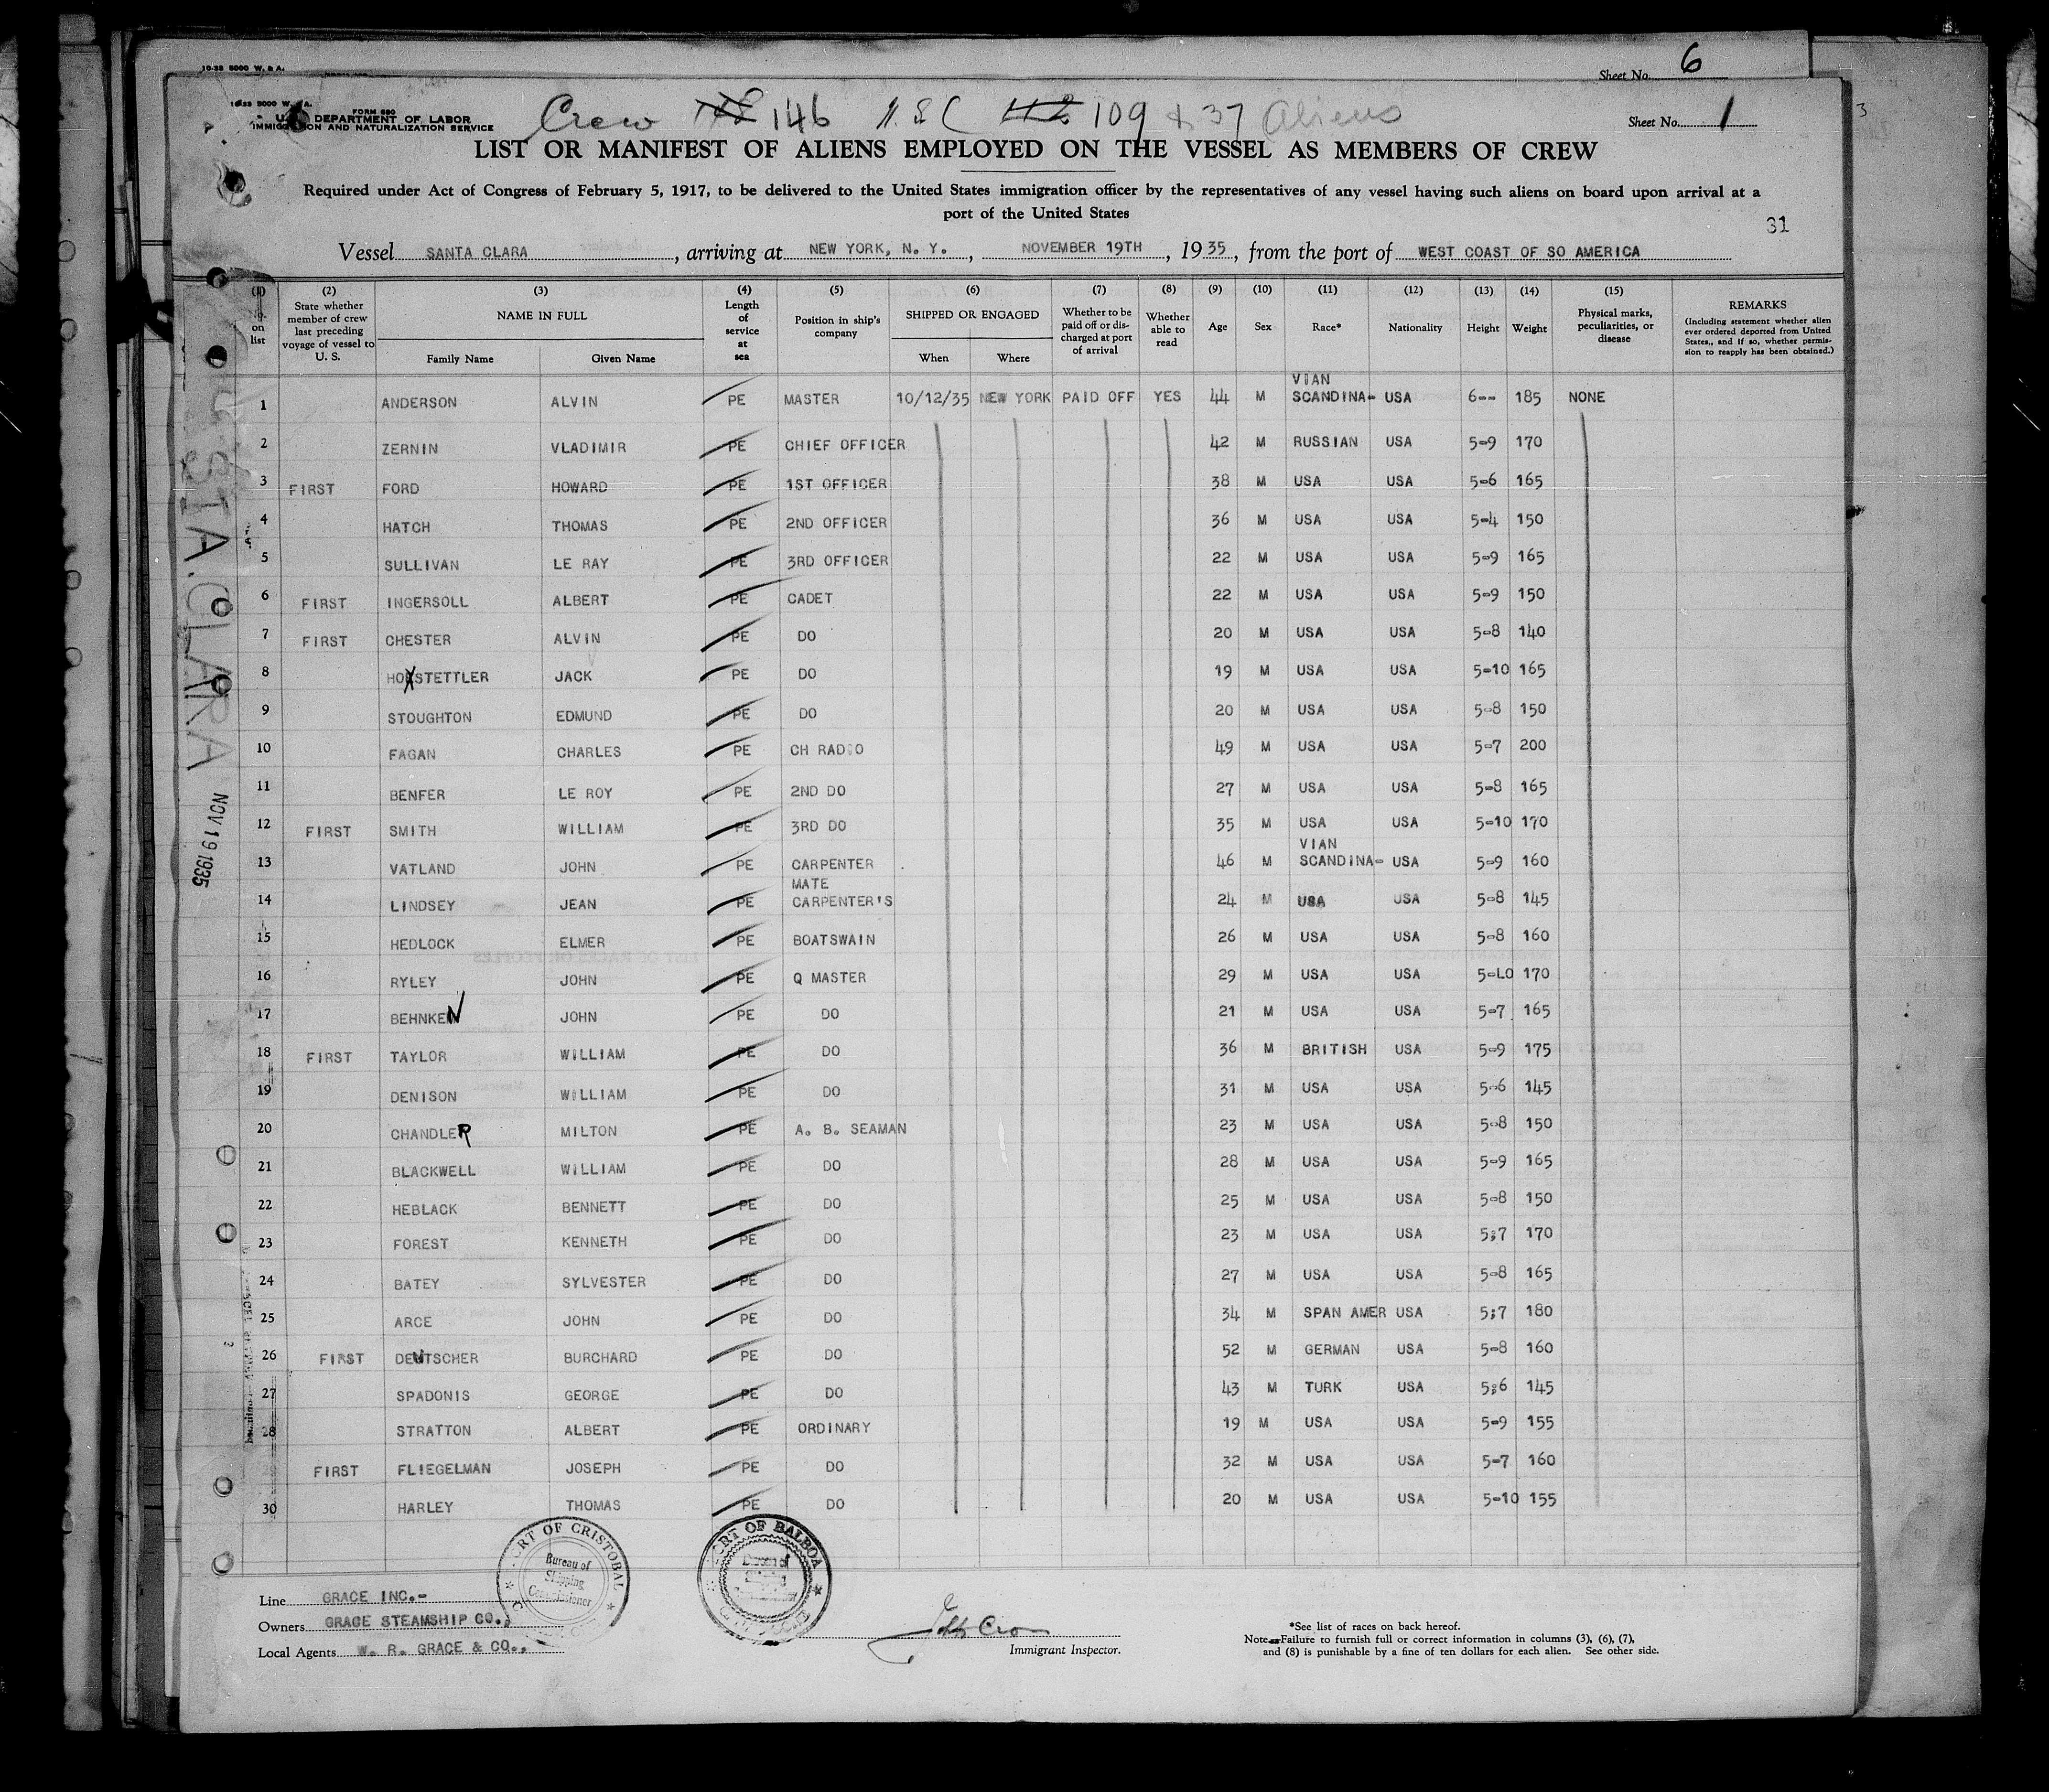 10-33 5000 W. & A.
Sheet No. 6
FORM 680
U.S. DEPARTMENT OF LABOR
IMMIGRATION AND NATURALIZATION SERVICE
Crew 146 U.S.C 109 & 37 Aliens
Sheet No. 1
LIST OR MANIFEST OF ALIENS EMPLOYED ON THE VESSEL AS MEMBERS OF CREW
Required under Act of Congress of February 5, 1917, to be delivered to the United States immigration officer by the representatives of any vessel having such aliens on board upon arrival at a
port of the United States
31
Vessel SANTA CLARA, arriving at NEW YORK, N.Y., NOVEMBER 19TH, 1935, from the port of WEST COAST OF SO AMERICA
(1) (2) (3) (4) (5) (6) (7) (8) (9) (10) (11) (12) (13) (14) (15)
on list
State whether member of crew last preceding voyage of vessel to U. S.
NAME IN FULL
Family Name
Given Name
Length of service at sea
Position in ship's company
SHIPPED OR ENGAGED
When
Where
Whether to be paid off or discharged at port of arrival
Whether able to read
Age
Sex
Race*
Nationality
Height
Weight
Physical marks, peculiarities, or disease
REMARKS
(Including statement whether alien ever ordered deported from United States, and if so, whether permission to reapply has been obtained.)
1 ANDERSON ALVIN PE MASTER 10/12/35 NEW YORK PAID OFF YES 44 M SCANDINA-VIAN USA 6-- 185 NONE
2 ZERNIN VLADIMIR PE CHIEF OFFICER 42 M RUSSIAN USA 5-9 170
3 FIRST FORD HOWARD PE 1ST OFFICER 38 M USA USA 5-6 165
4 HATCH THOMAS PE 2ND OFFICER 36 M USA USA 5-4 150
5 SULLIVAN LE RAY PE 3RD OFFICER 22 M USA USA 5-9 165
6 FIRST INGERSOLL ALBERT PE CADET 22 M USA USA 5-9 150
7 FIRST CHESTER ALVIN PE DO 20 M USA USA 5-8 140
8 HOSTETTLER JACK PE DO 19 M USA USA 5-10 165
9 STOUGHTON EDMUND PE DO 20 M USA USA 5-8 150
10 FAGAN CHARLES PE CH RADIO 49 M USA USA 5-7 200
11 BENFER LE ROY PE 2ND DO 27 M USA USA 5-8 165
12 FIRST SMITH WILLIAM PE 3RD DO 35 M USA USA 5-10 170
13 VATLAND JOHN PE CARPENTER 46 M SCANDINA-VIAN USA 5-9 160
14 LINDSEY JEAN PE CARPENTER'S MATE 24 M USA USA 5-8 145
15 HEDLOCK ELMER PE BOATSWAIN 26 M USA USA 5-8 160
16 RYLEY JOHN PE Q MASTER 29 M USA USA 5-L0 170
17 BEHNKEN JOHN PE DO 21 M USA USA 5-7 165
18 FIRST TAYLOR WILLIAM PE DO 36 M BRITISH USA 5-9 175
19 DENISON WILLIAM PE DO 31 M USA USA 5-6 145
20 CHANDLER MILTON PE A. B. SEAMAN 23 M USA USA 5-8 150
21 BLACKWELL WILLIAM PE DO 28 M USA USA 5-9 165
22 HEBLACK BENNETT PE DO 25 M USA USA 5-8 150
23 FOREST KENNETH PE DO 23 M USA USA 5;7 170
24 BATEY SYLVESTER PE DO 27 M USA USA 5-8 165
25 ARCE JOHN PE DO 34 M SPAN AMER USA 5;7 180
26 FIRST DEUTSCHER BURCHARD PE DO 52 M GERMAN USA 5-8 160
27 SPADONIS GEORGE PE DO 43 M TURK USA 5;6 145
28 STRATTON ALBERT PE ORDINARY 19 M USA USA 5-9 155
29 FIRST FLIEGELMAN JOSEPH PE DO 32 M USA USA 5-7 160
30 HARLEY THOMAS PE DO 20 M USA USA 5-10 155
STA. CLARA
NOV 19 1935
PORT OF CRISTOBAL
Bureau of Shipping Commissioner
PORT OF BALBOA
Line GRACE INC.-
Owners GRACE STEAMSHIP CO.,
Local Agents W. R. GRACE & CO.,
Immigrant Inspector.
*See list of races on back hereof.
Note.—Failure to furnish full or correct information in columns (3), (6), (7),
and (8) is punishable by a fine of ten dollars for each alien. See other side.